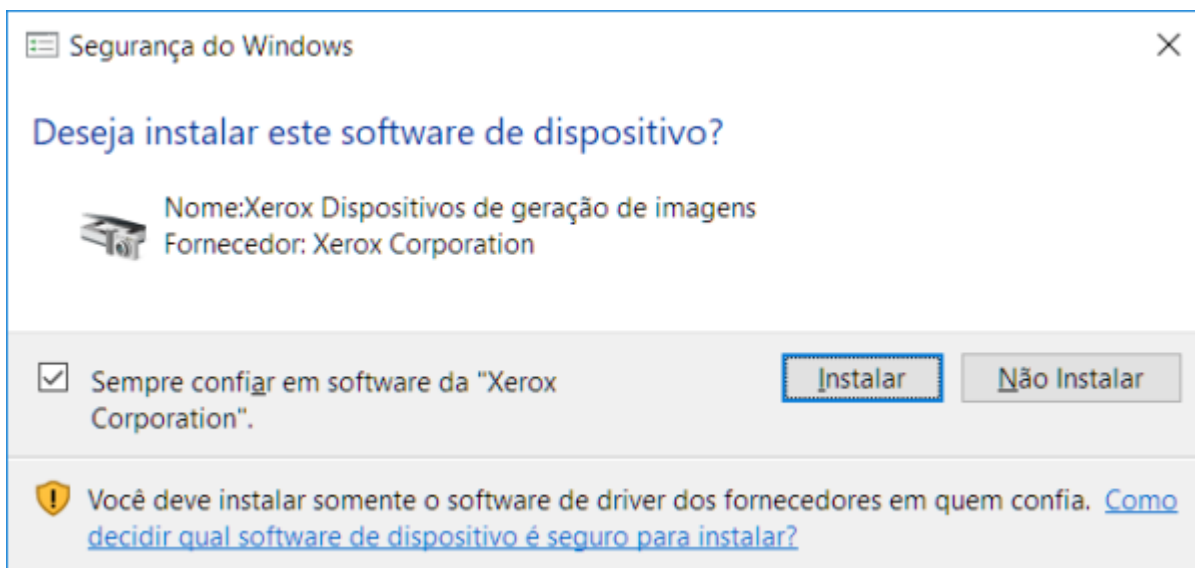 Segurança do Windows
Deseja instalar este software de dispositivo?
Nome:Xerox Dispositivos de geração de imagens
Fornecedor: Xerox Corporation
Sempre confiar em software da "Xerox
Corporation".
Instalar
Não Instalar
Você deve instalar somente o software de driver dos fornecedores em quem confia. Como
decidir qual software de dispositivo é seguro para instalar?